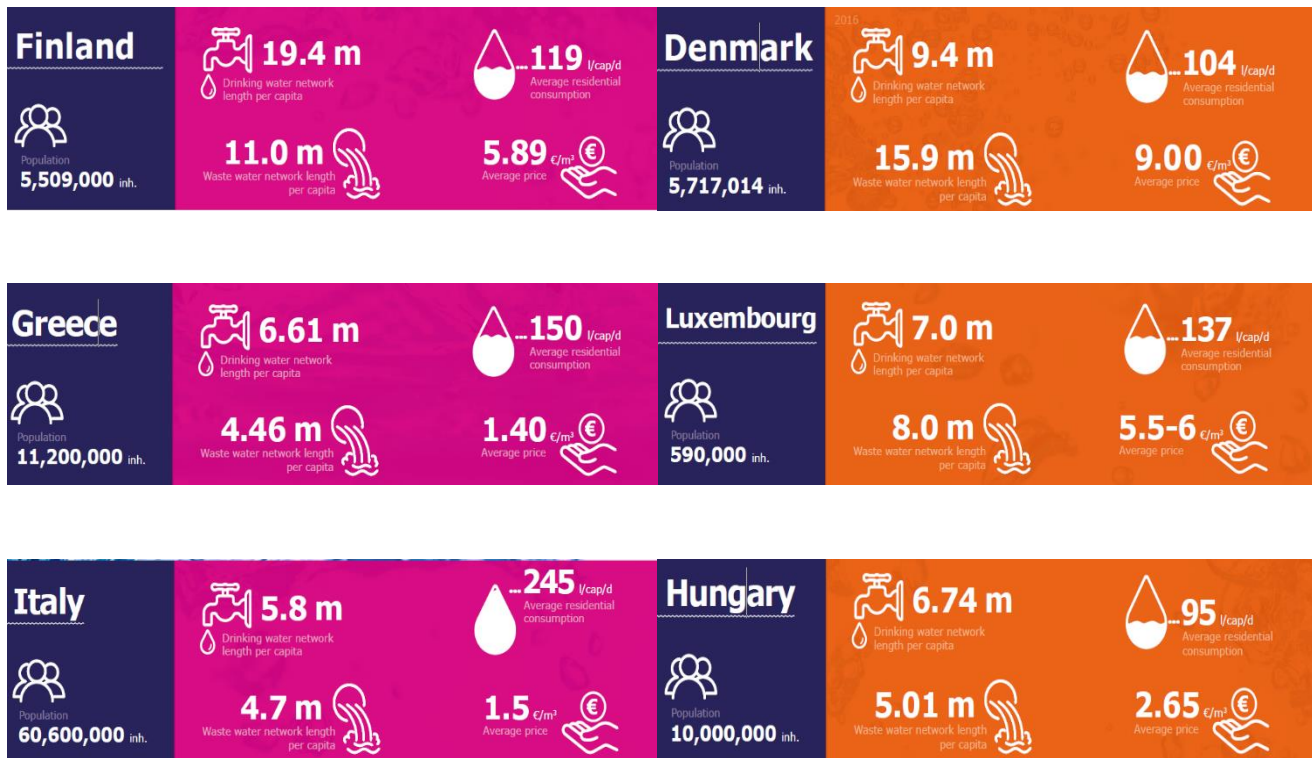 Finland
19.4 m
Drinking water network
length per capita
...119 l/cap/d
Average residential
consumption
Population
5,509,000 inh.
11.0 m
Waste water network length
per capita
5.89 €/m³
€
Average price
Denmark
2016
9.4 m
Drinking water network
length per capita
...104 l/cap/d
Average residential
consumption
Population
5,717,014 inh.
15.9 m
Waste water network length
per capita
9.00 €/m³
€
Average price
Greece
6.61 m
Drinking water network
length per capita
...150 l/cap/d
Average residential
consumption
Population
11,200,000 inh.
4.46 m
Waste water network length
per capita
1.40 €/m³
€
Average price
Luxembourg
7.0 m
Drinking water network
length per capita
...137 l/cap/d
Average residential
consumption
Population
590,000 inh.
8.0 m
Waste water network length
per capita
5.5-6 €/m³
€
Average price
Italy
5.8 m
Drinking water network
length per capita
...245 l/cap/d
Average residential
consumption
Population
60,600,000 inh.
4.7 m
Waste water network length
per capita
1.5 €/m³
€
Average price
Hungary
6.74 m
Drinking water network
length per capita
...95 l/cap/d
Average residential
consumption
Population
10,000,000 inh.
5.01 m
Waste water network length
per capita
2.65 €/m³
€
Average price